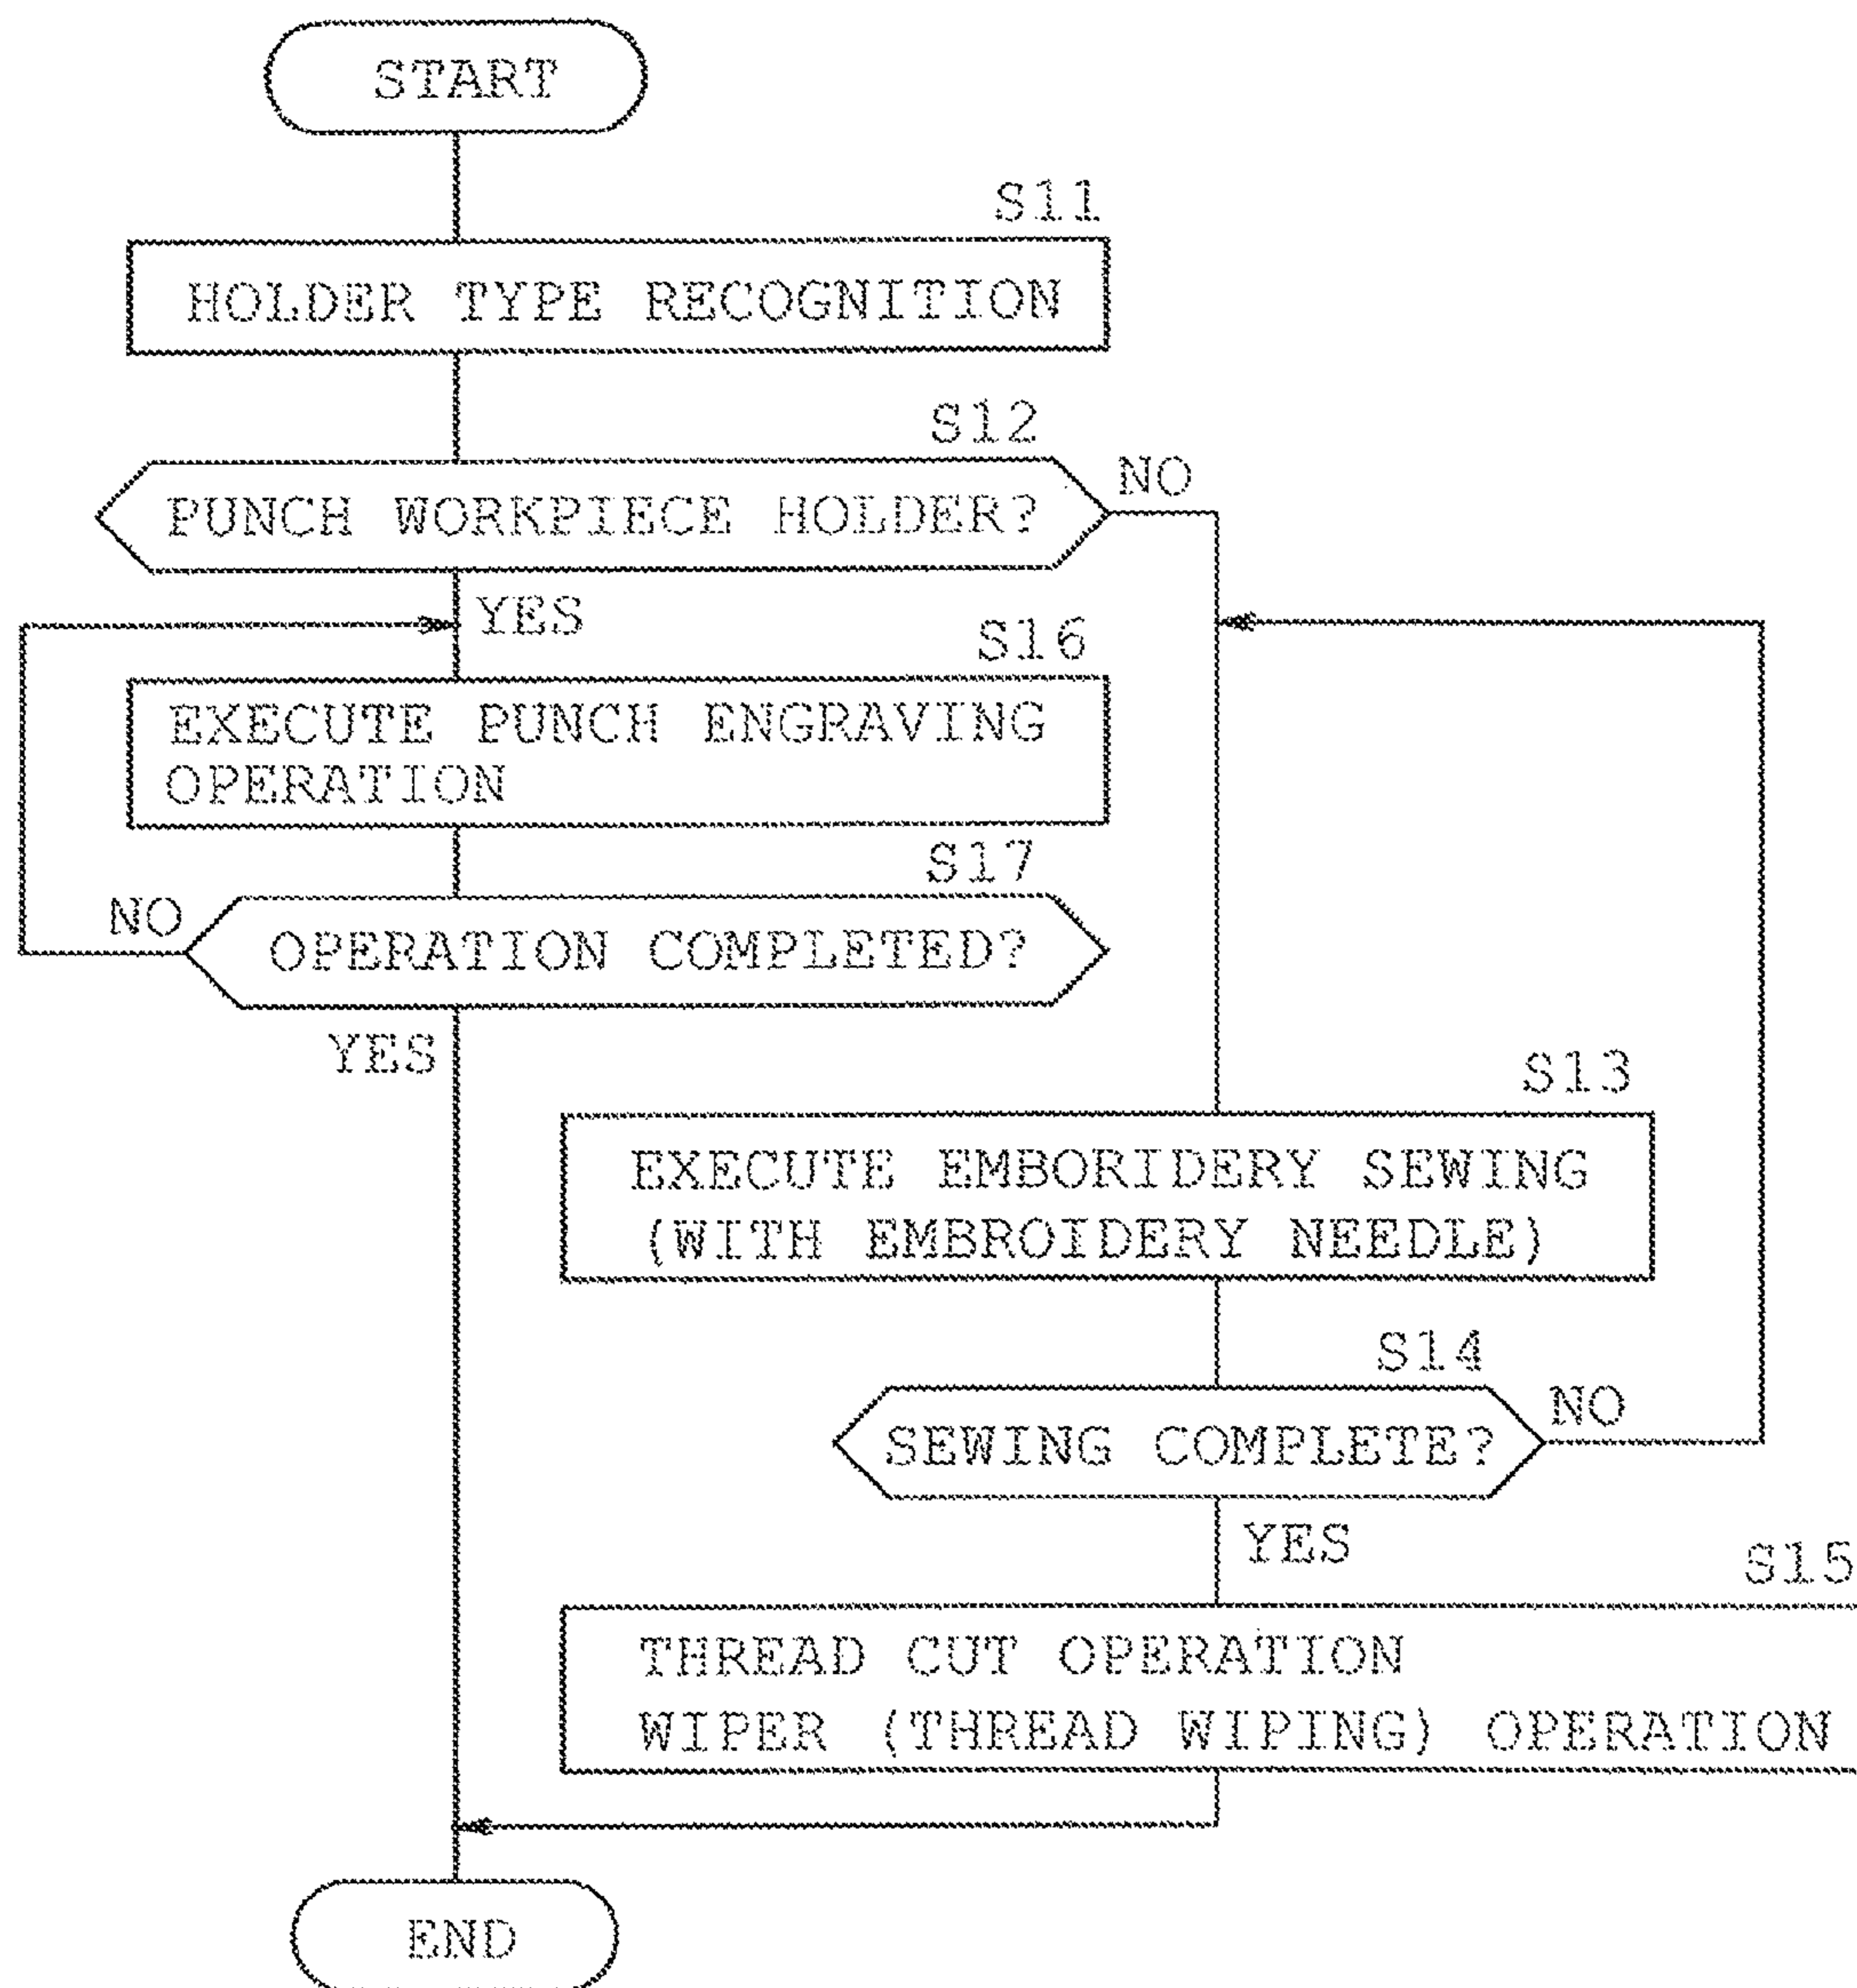 START
S11
HOLDER TYPE RECOGNITION
S12
PUNCH WORKPIECE HOLDER?
NO
YES
S16
EXECUTE PUNCH ENGRAVING
OPERATION
S17
NO
OPERATION COMPLETED?
YES
S13
EXECUTE EMBORIDERY SEWING
(WITH EMBROIDERY NEEDLE)
S14
SEWING COMPLETE?
NO
YES
S15
THREAD CUT OPERATION
WIPER (THREAD WIPING) OPERATION
END